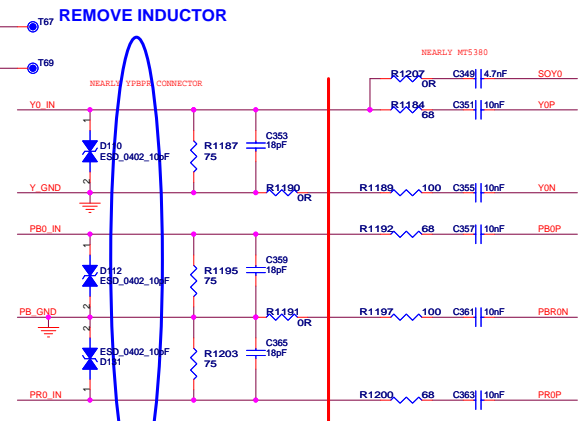 T67 REMOVE INDUCTOR
T69
NEARLY MT5380
NEARLY YPBPR CONNECTOR
R1207 0R C349 4.7nF SOY0
Y0_IN R1184 68 C351 10nF Y0P
1
D110
ESD_0402_10pF
2
R1187
75
C353
18pF
Y_GND R1190 0R R1189 100 C355 10nF Y0N
PB0_IN R1192 68 C357 10nF PB0P
1
D112
ESD_0402_10pF
2
R1195
75
C359
18pF
PB_GND R1191 0R R1197 100 C361 10nF PBR0N
2
ESD_0402_10pF
D131
1
R1203
75
C365
18pF
PR0_IN R1200 68 C363 10nF PR0P